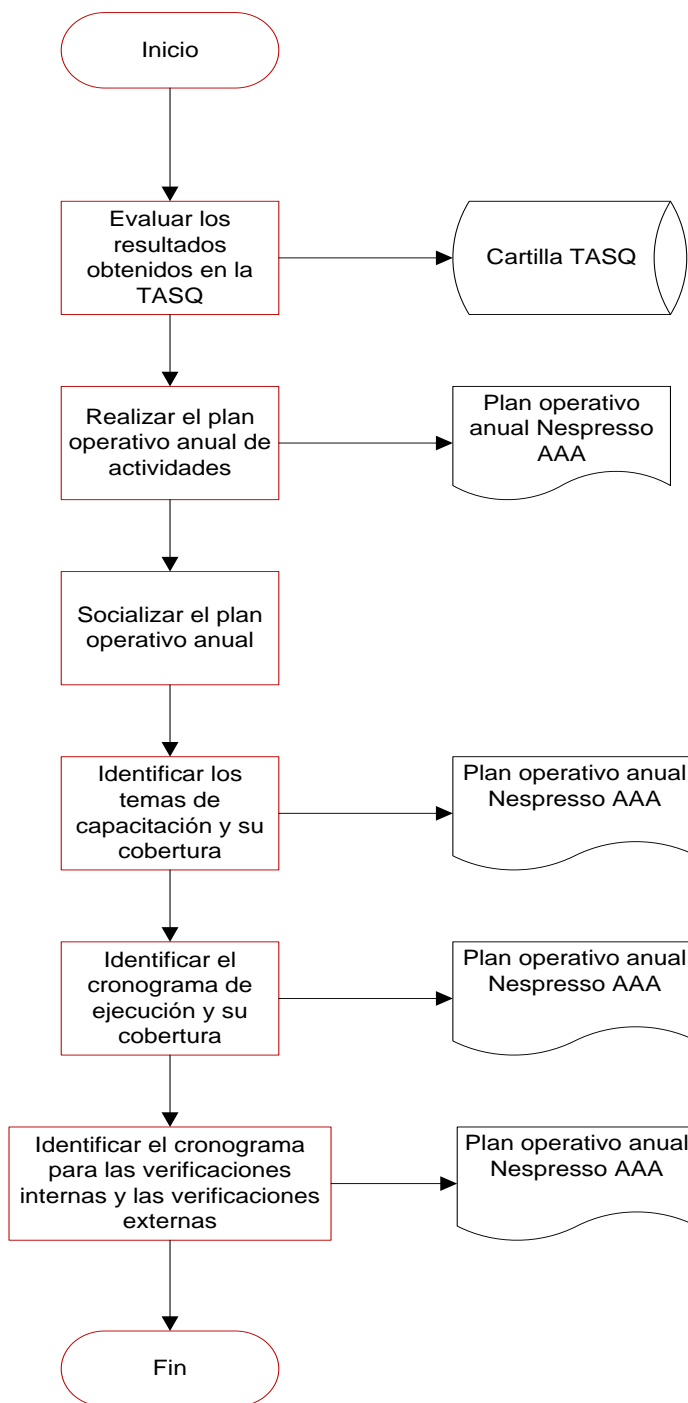 Inicio
Evaluar los
resultados
obtenidos en la
TASQ
Cartilla TASQ
Realizar el plan
operativo anual de
actividades
Plan operativo
anual Nespresso
AAA
Socializar el plan
operativo anual
Identificar los
temas de
capacitación y su
cobertura
Plan operativo anual
Nespresso AAA
Identificar el
cronograma de
ejecución y su
cobertura
Plan operativo anual
Nespresso AAA
Identificar el cronograma
para las verificaciones
internas y las verificaciones
externas
Plan operativo anual
Nespresso AAA
Fin